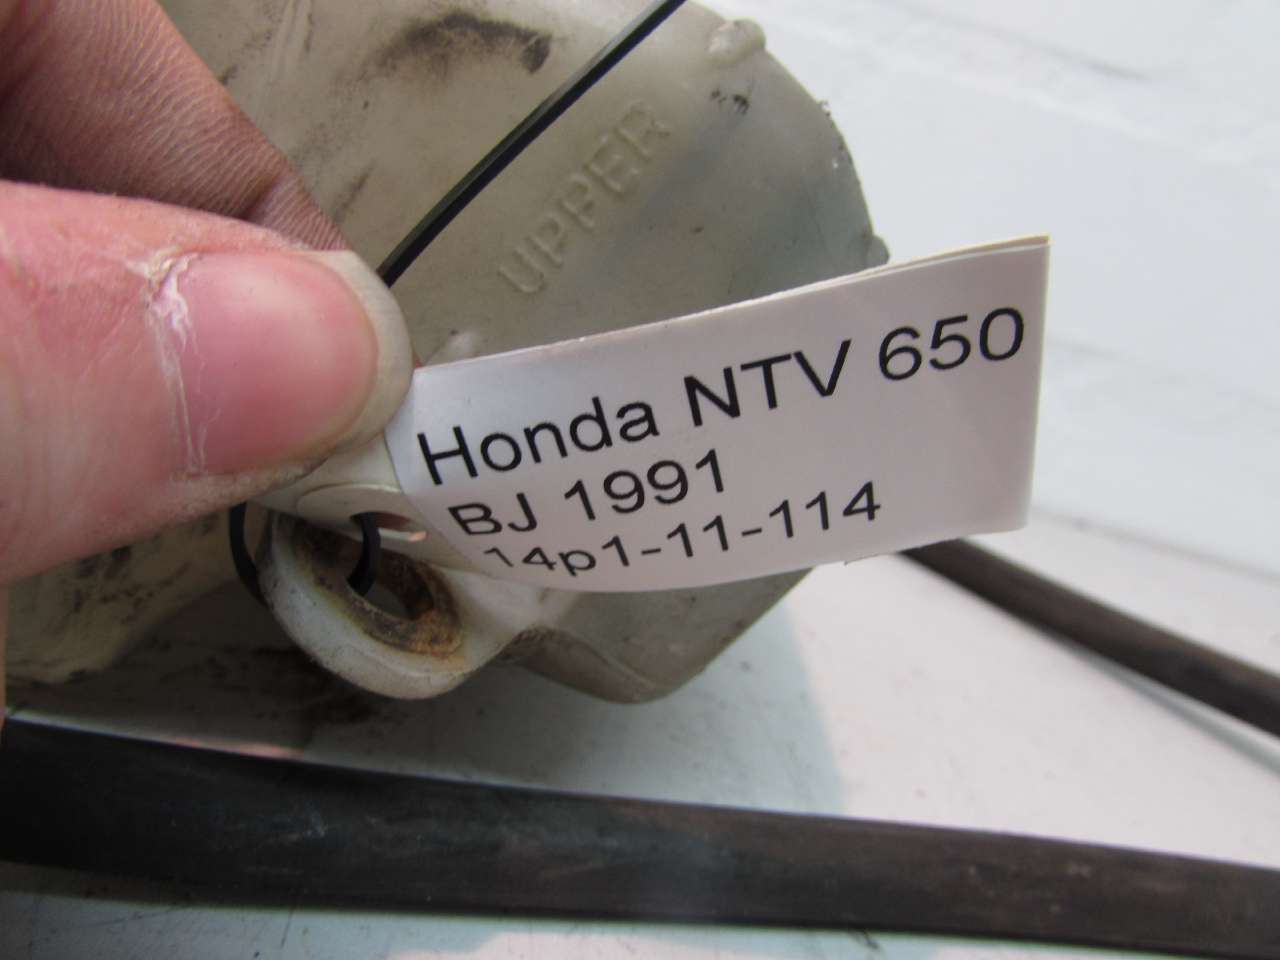 UPPER
Honda NTV 650
BJ 1991
14p1-11-114